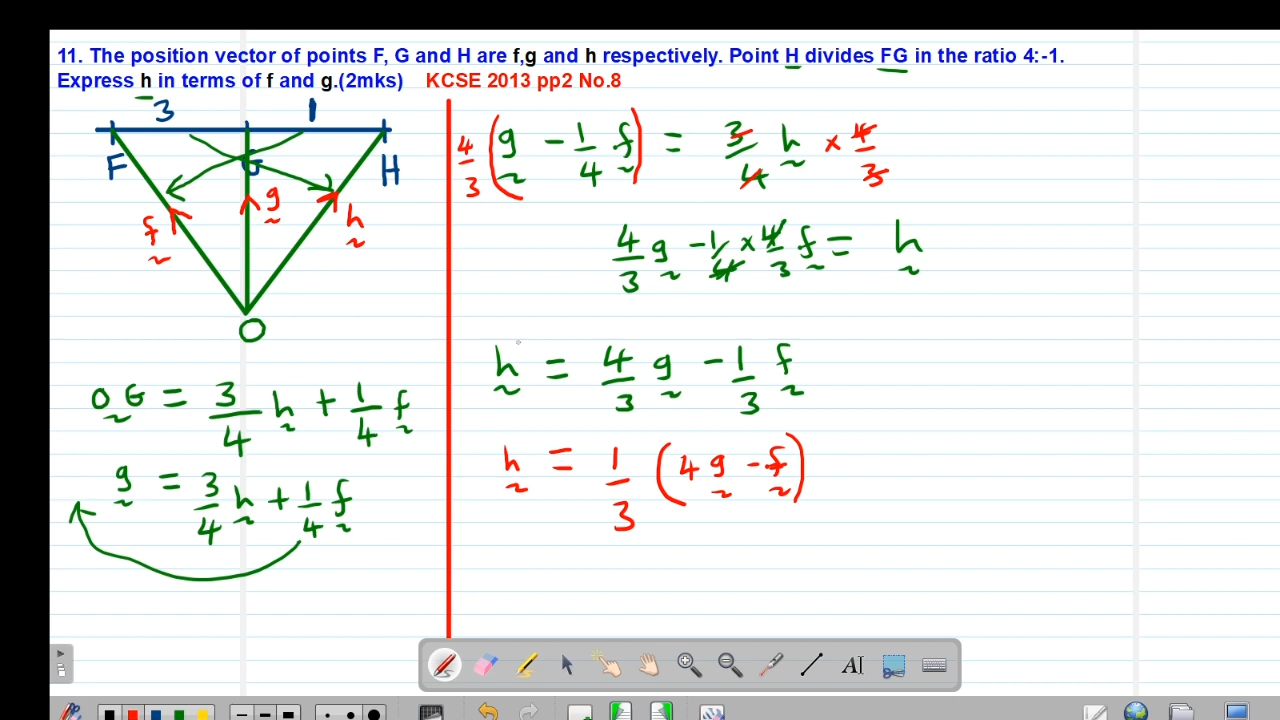 11. The position vector of points F, G and H are f,g and h respectively. Point H divides FG in the ratio 4:-1.
Express h in terms of f and g.(2mks) KCSE 2013 pp2 No.8
3 1
F G H
f g h
O
OG = 3/4 h + 1/4 f
g = 3/4 h + 1/4 f
4/3 (g - 1/4 f) = 3/4 h × 4/3
4/3 g - 1/4 × 4/3 f = h
h = 4/3 g - 1/3 f
h = 1/3 (4g - f)
AI